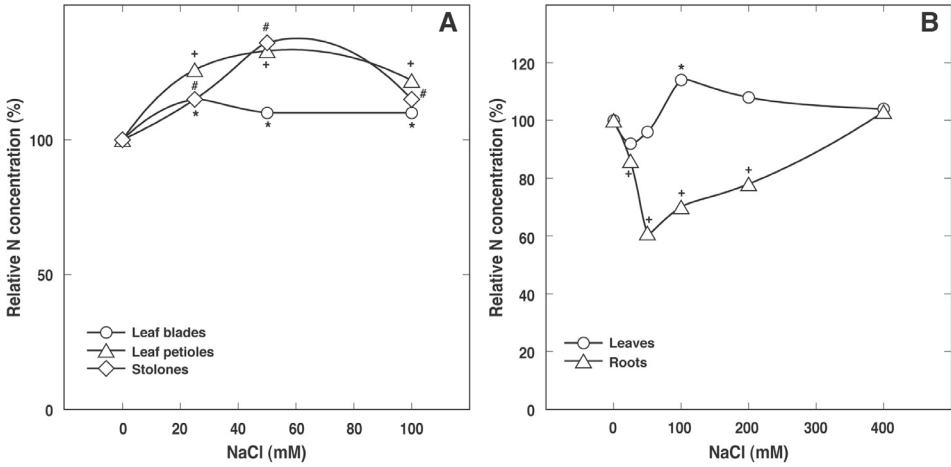 A
Relative N concentration (%)
100
50
0
+
#
+
+
#
#
*
*
*
Leaf blades
Leaf petioles
Stolones
0 20 40 60 80 100
NaCl (mM)
B
Relative N concentration (%)
120
100
80
60
40
20
0
*
+
+
+
+
Leaves
Roots
0 100 200 300 400
NaCl (mM)